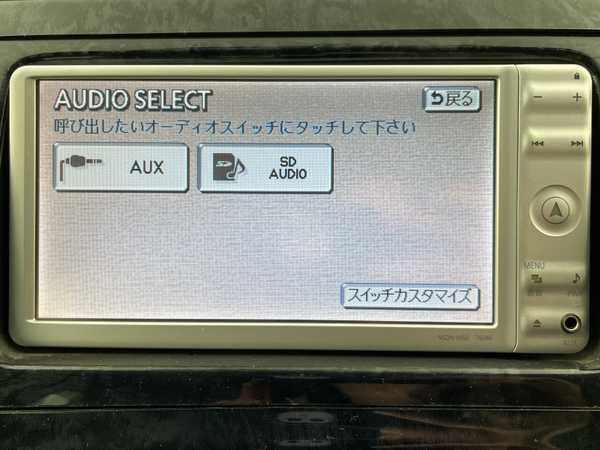 AUDIO SELECT
戻る
呼び出したいオーディオスイッチにタッチして下さい
AUX
SD
AUDIO
スイッチカスタマイズ
MENU
AUX